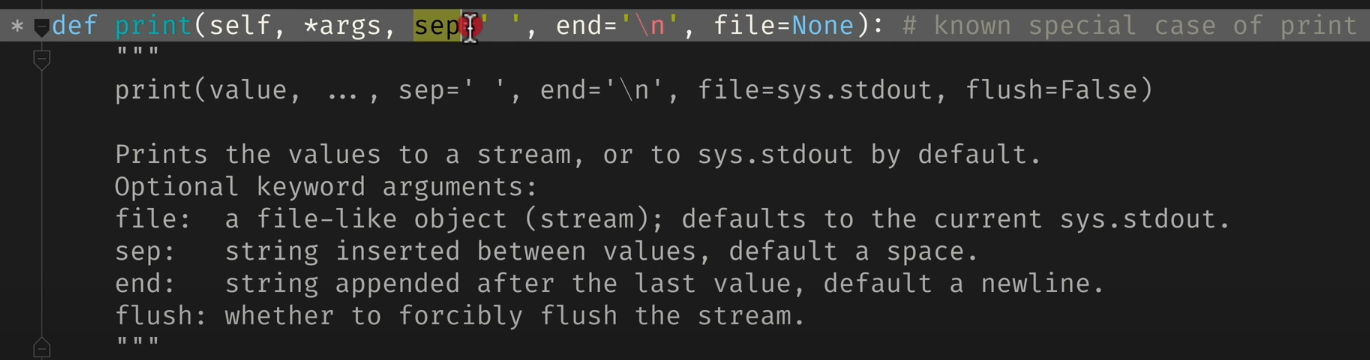 * def print(self, *args, sep=' ', end='\n', file=None): # known special case of print
"""
print(value, ..., sep=' ', end='\n', file=sys.stdout, flush=False)
Prints the values to a stream, or to sys.stdout by default.
Optional keyword arguments:
file:  a file-like object (stream); defaults to the current sys.stdout.
sep:   string inserted between values, default a space.
end:   string appended after the last value, default a newline.
flush: whether to forcibly flush the stream.
"""